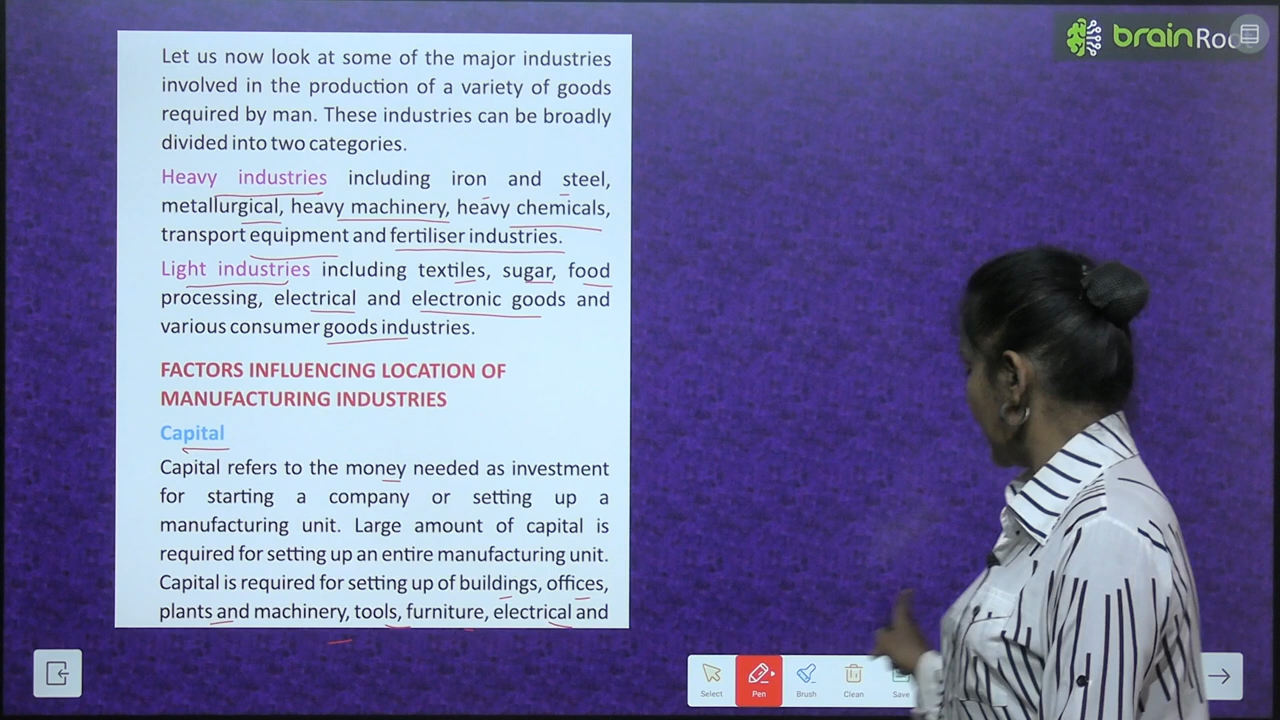 brainRoo
Let us now look at some of the major industries
involved in the production of a variety of goods
required by man. These industries can be broadly
divided into two categories.
Heavy industries including iron and steel,
metallurgical, heavy machinery, heavy chemicals,
transport equipment and fertiliser industries.
Light industries including textiles, sugar, food
processing, electrical and electronic goods and
various consumer goods industries.
FACTORS INFLUENCING LOCATION OF
MANUFACTURING INDUSTRIES
Capital
Capital refers to the money needed as investment
for starting a company or setting up a
manufacturing unit. Large amount of capital is
required for setting up an entire manufacturing unit.
Capital is required for setting up of buildings, offices,
plants and machinery, tools, furniture, electrical and
Select Pen Brush Clean Save